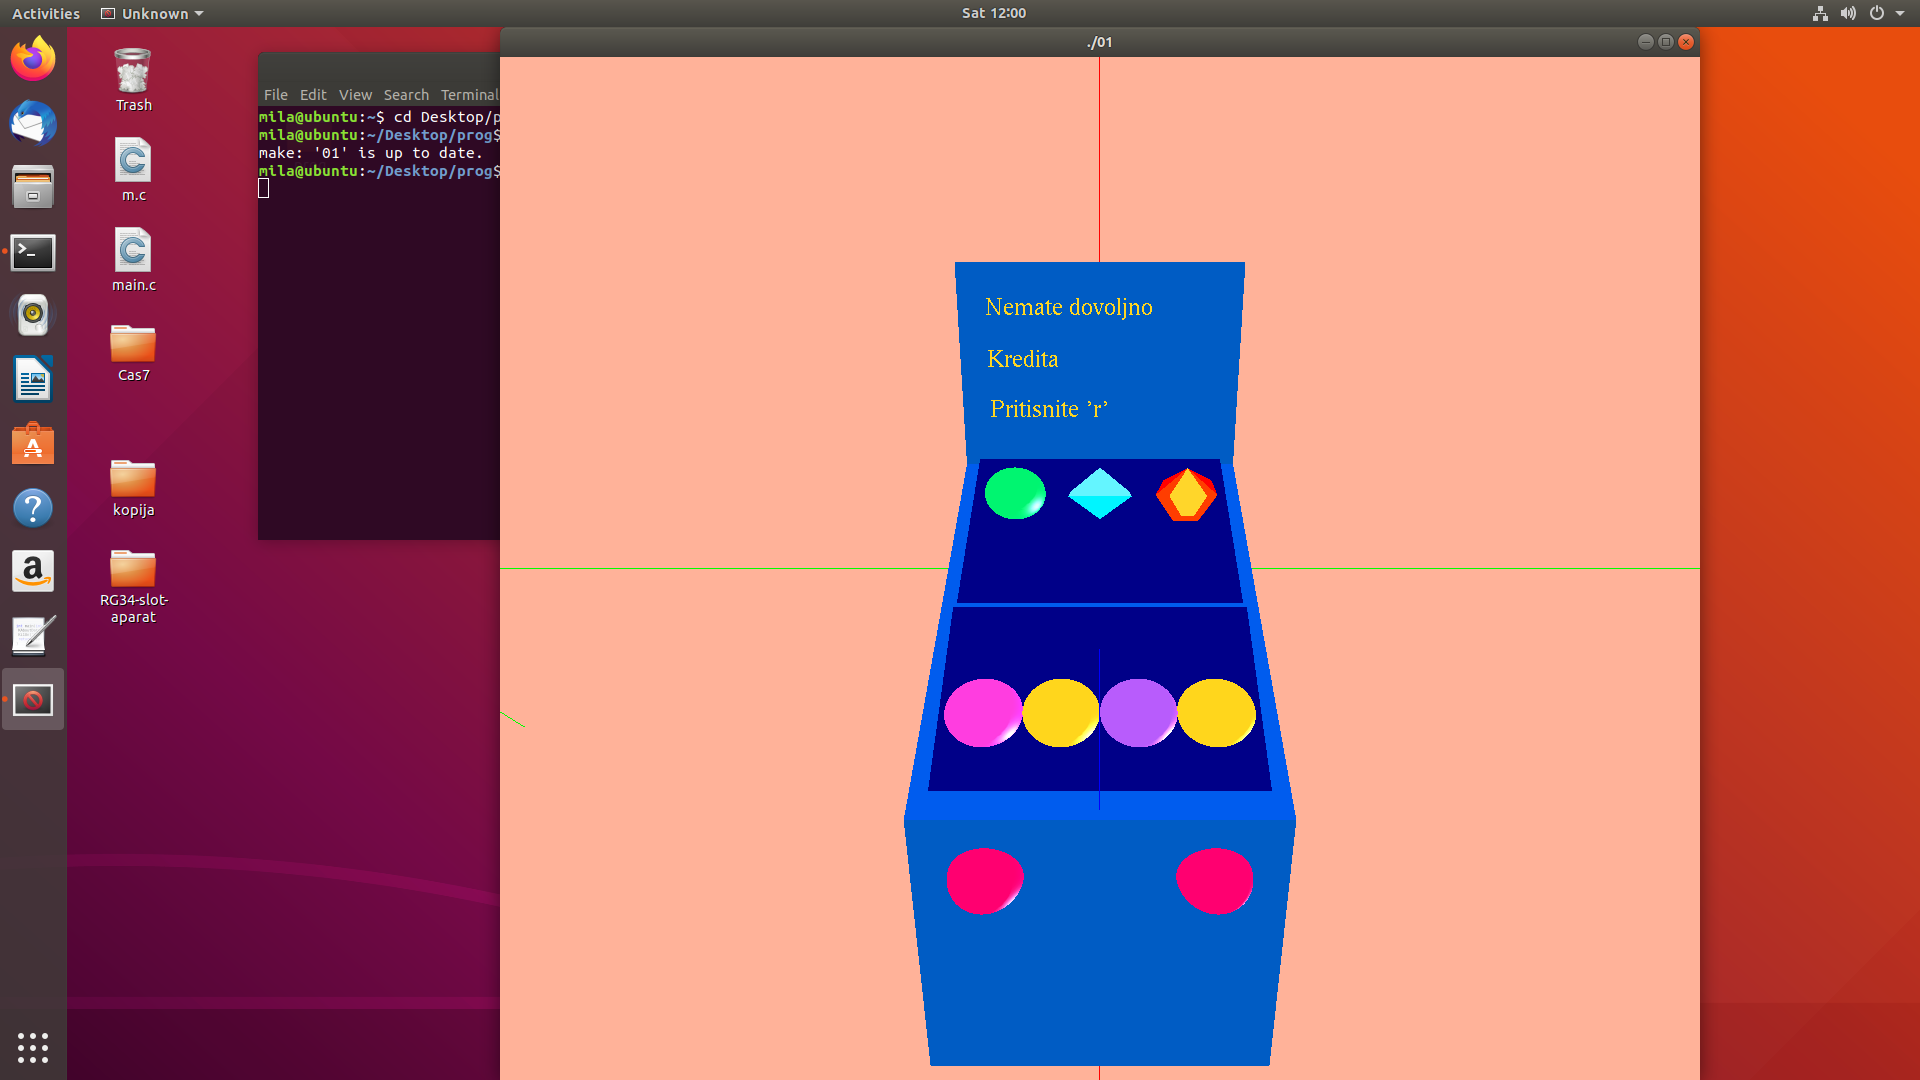 Activities
Unknown
Sat 12:00
./01
Trash
m.c
main.c
Cas7
kopija
RG34-slot-
aparat
File Edit View Search Terminal
mila@ubuntu:~$ cd Desktop/p
mila@ubuntu:~/Desktop/prog$
make: '01' is up to date.
mila@ubuntu:~/Desktop/prog$
Nemate dovoljno
Kredita
Pritisnite ’r’